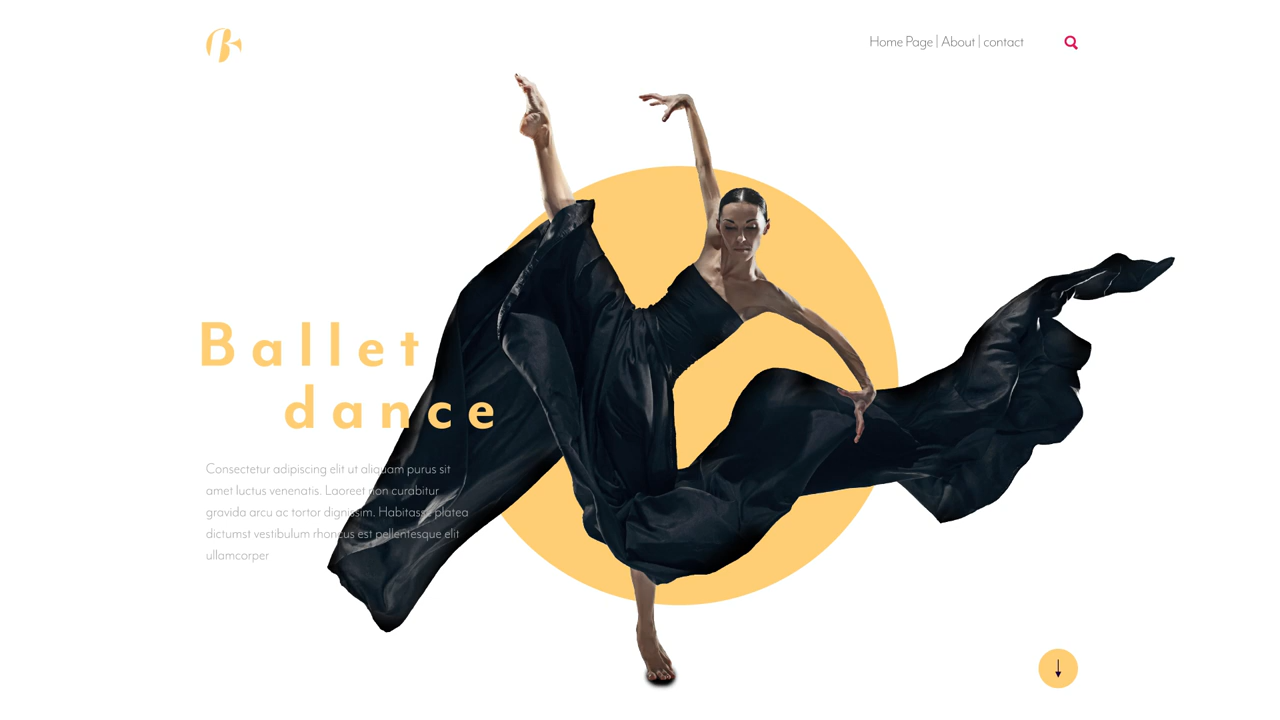 B
Home Page | About | contact
Ballet
dance
Consectetur adipiscing elit ut aliquam purus sit
amet luctus venenatis. Laoreet non curabitur
gravida arcu ac tortor dignissim. Habitasse platea
dictumst vestibulum rhoncus est pellentesque elit
ullamcorper